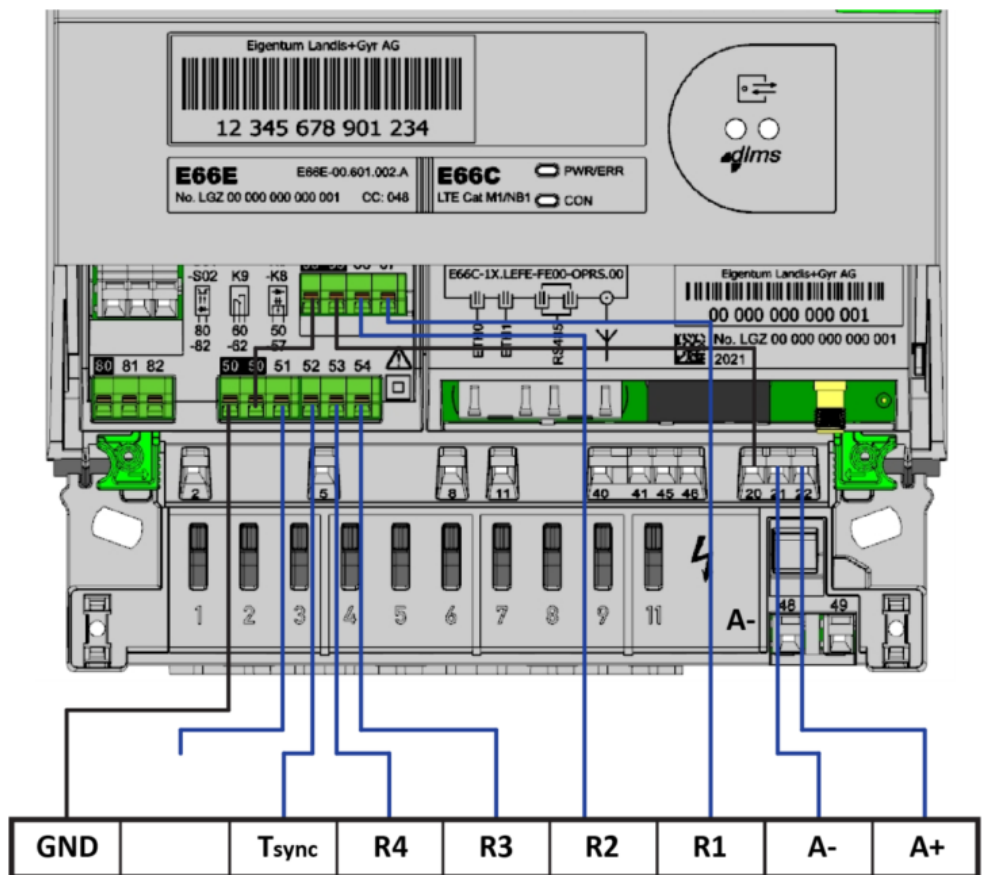 Eigentum Landis+Gyr AG
12 345 678 901 234
dlms
E66E E66E-00.601.002.A
No. LGZ 00 000 000 000 001 CC: 048
E66C PWR/ERR
LTE Cat M1/NB1 CON
-S02 K9 -K8
80 60 50
-82 -62 -57
E66C-1X.LEFE-FE00-OPRS.00
ETH0 ETH1 RS485
Eigentum Landis+Gyr AG
00 000 000 000 001
No. LGZ 00 000 000 000 001
2021
80 81 82 50 50 51 52 53 54
2 5 8 11 40 41 45 46 20 21 22
1 2 3 4 5 6 7 8 9 11
A-
48 49
GND Tsync R4 R3 R2 R1 A- A+